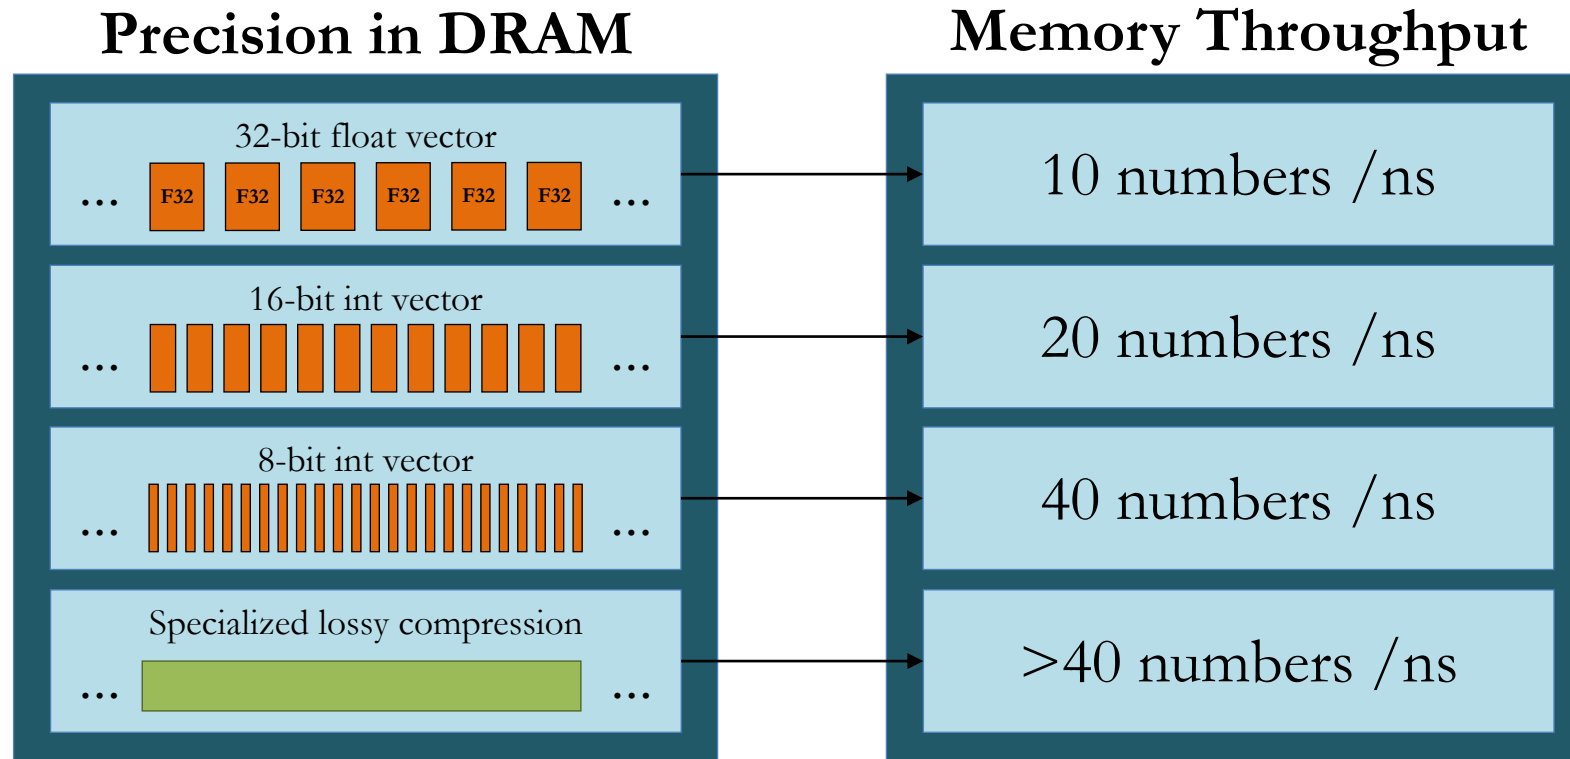 Precision in DRAM
Memory Throughput
32-bit float vector
... F32 F32 F32 F32 F32 F32 ...
10 numbers /ns
16-bit int vector
... ...
20 numbers /ns
8-bit int vector
... ...
40 numbers /ns
Specialized lossy compression
... ...
>40 numbers /ns